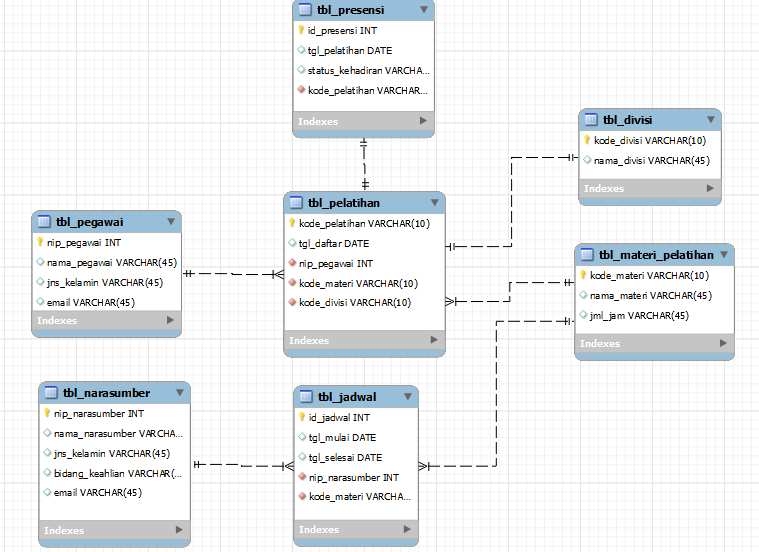 tbl_presensi
id_presensi INT
tgl_pelatihan DATE
status_kehadiran VARCHA...
kode_pelatihan VARCHAR...
Indexes
tbl_divisi
kode_divisi VARCHAR(10)
nama_divisi VARCHAR(45)
Indexes
tbl_pegawai
nip_pegawai INT
nama_pegawai VARCHAR(45)
jns_kelamin VARCHAR(45)
email VARCHAR(45)
Indexes
tbl_pelatihan
kode_pelatihan VARCHAR(10)
tgl_daftar DATE
nip_pegawai INT
kode_materi VARCHAR(10)
kode_divisi VARCHAR(10)
Indexes
tbl_materi_pelatihan
kode_materi VARCHAR(10)
nama_materi VARCHAR(45)
jml_jam VARCHAR(45)
Indexes
tbl_narasumber
nip_narasumber INT
nama_narasumber VARCHA...
jns_kelamin VARCHAR(45)
bidang_keahlian VARCHAR(...
email VARCHAR(45)
Indexes
tbl_jadwal
id_jadwal INT
tgl_mulai DATE
tgl_selesai DATE
nip_narasumber INT
kode_materi VARCHA...
Indexes